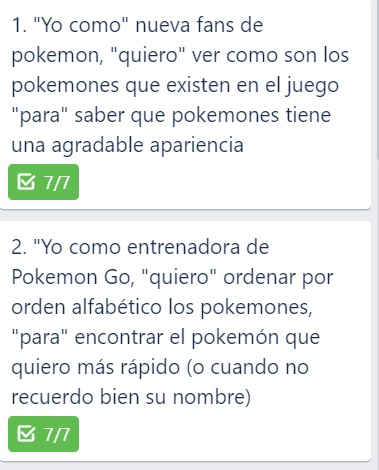 1. "Yo como" nueva fans de
pokemon, "quiero" ver como son los
pokemones que existen en el juego
"para" saber que pokemones tiene
una agradable apariencia
7/7
2. "Yo como entrenadora de
Pokemon Go, "quiero" ordenar por
orden alfabético los pokemones,
"para" encontrar el pokemón que
quiero más rápido (o cuando no
recuerdo bien su nombre)
7/7